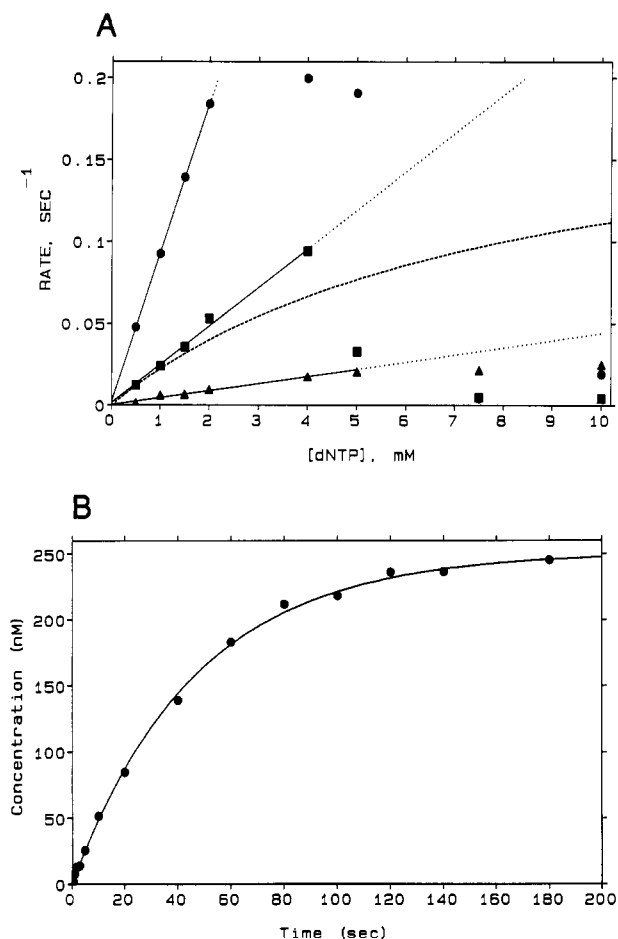 A
RATE, SEC⁻¹
0.2
0.15
0.1
0.05
0
0 1 2 3 4 5 6 7 8 9 10
[dNTP], mM
B
Concentration (nM)
250
200
150
100
50
0
0 20 40 60 80 100 120 140 160 180 200
Time (sec)